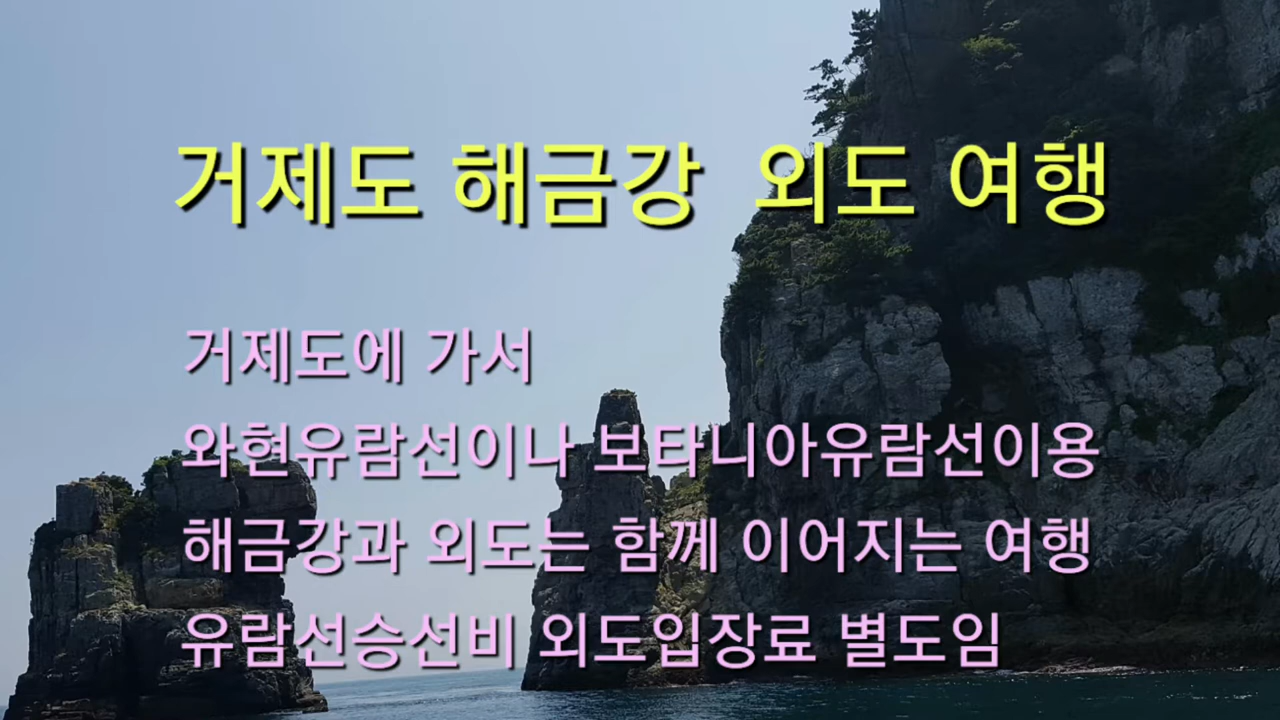 거제도 해금강 외도 여행
거제도에 가서
와현유람선이나 보타니아유람선이용
해금강과 외도는 함께 이어지는 여행
유람선승선비 외도입장료 별도임